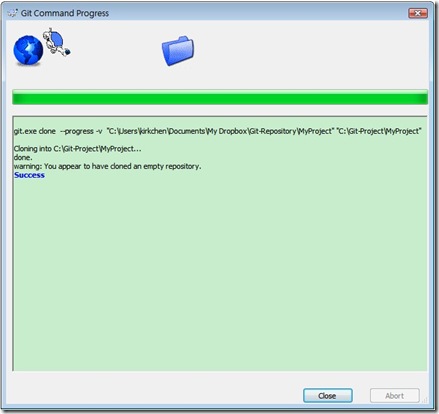 Git Command Progress
git.exe clone --progress -v "C:\Users\kirkchen\Documents\My Dropbox\Git-Repository\MyProject" "C:\Git-Project\MyProject"
Cloning into C:\Git-Project\MyProject...
done.
warning: You appear to have cloned an empty repository.
Success
Close Abort